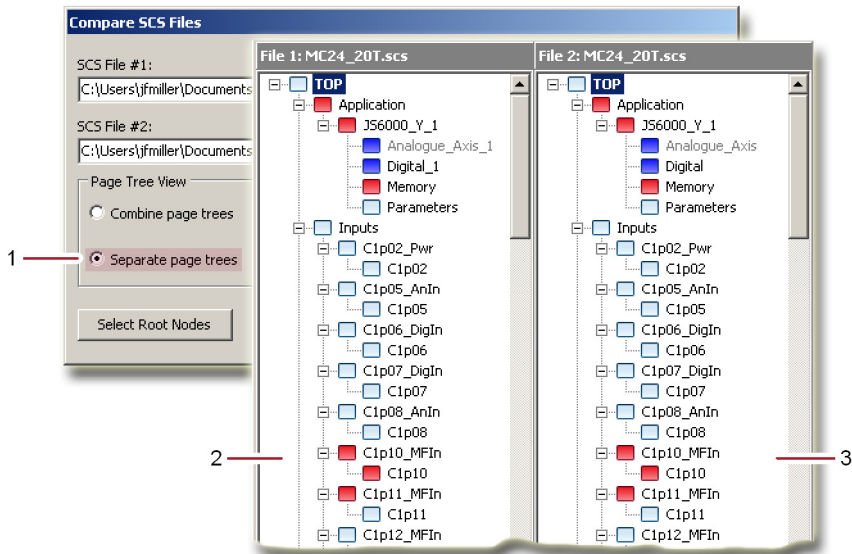 Compare SCS Files
SCS File #1:
C:\Users\jfmiller\Documents
SCS File #2:
C:\Users\jfmiller\Documents
Page Tree View
Combine page trees
1
Separate page trees
Select Root Nodes
File 1: MC24_20T.scs
TOP
Application
JS6000_Y_1
Analogue_Axis_1
Digital_1
Memory
Parameters
Inputs
C1p02_Pwr
C1p02
C1p05_AnIn
C1p05
C1p06_DigIn
C1p06
C1p07_DigIn
C1p07
C1p08_AnIn
C1p08
2
C1p10_MFIn
C1p10
C1p11_MFIn
C1p11
C1p12_MFIn
File 2: MC24_20T.scs
TOP
Application
JS6000_Y_1
Analogue_Axis
Digital
Memory
Parameters
Inputs
C1p02_Pwr
C1p02
C1p05_AnIn
C1p05
C1p06_DigIn
C1p06
C1p07_DigIn
C1p07
C1p08_AnIn
C1p08
C1p10_MFIn
3
C1p10
C1p11_MFIn
C1p11
C1p12_MFIn